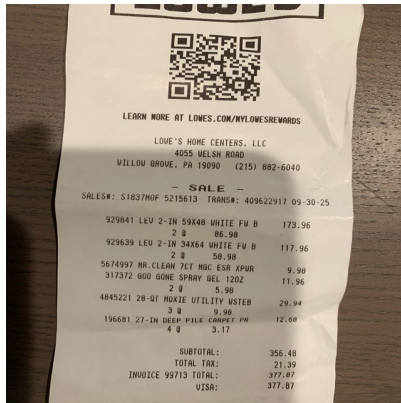 LOWE'S
LEARN MORE AT LOWES.COM/MYLOWESREWARDS
LOWE'S HOME CENTERS, LLC
4055 WELSH ROAD
WILLOW GROVE, PA 19090 (215) 882-6040
- SALE -
SALES#: S1837MOF 5215613 TRANS#: 409622917 09-30-25
929841 LEV 2-IN 59X48 WHITE FW B 173.96
2 @ 86.98
929639 LEV 2-IN 34X64 WHITE FW B 117.96
2 @ 58.98
5674997 MR.CLEAN 7CT MGC ESR XPWR 9.98
317372 GOO GONE SPRAY GEL 12OZ 11.96
2 @ 5.98
4845221 28-QT MOXIE UTILITY WSTEB 29.94
3 @ 9.98
196681 27-IN DEEP PILE CARPET PR 12.68
4 @ 3.17
SUBTOTAL: 356.48
TOTAL TAX: 21.39
INVOICE 99713 TOTAL: 377.87
VISA: 377.87